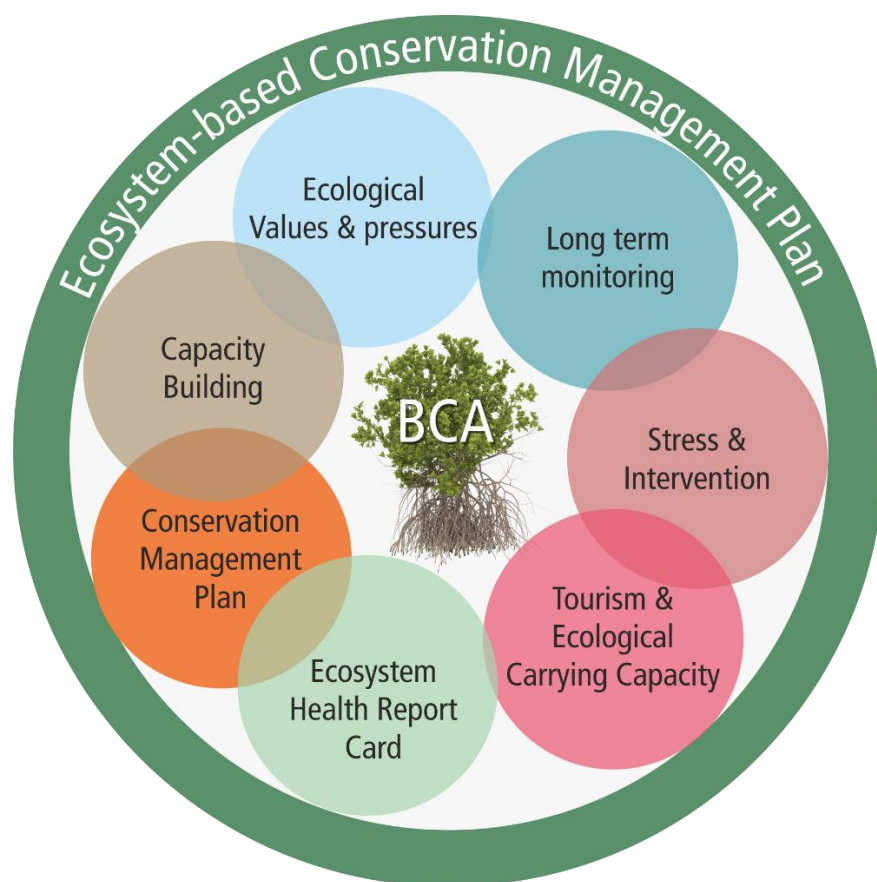 Ecosystem-based Conservation Management Plan
Ecological
Values & pressures
Long term
monitoring
Capacity
Building
BCA
Stress &
Intervention
Conservation
Management
Plan
Tourism &
Ecological
Carrying Capacity
Ecosystem
Health Report
Card